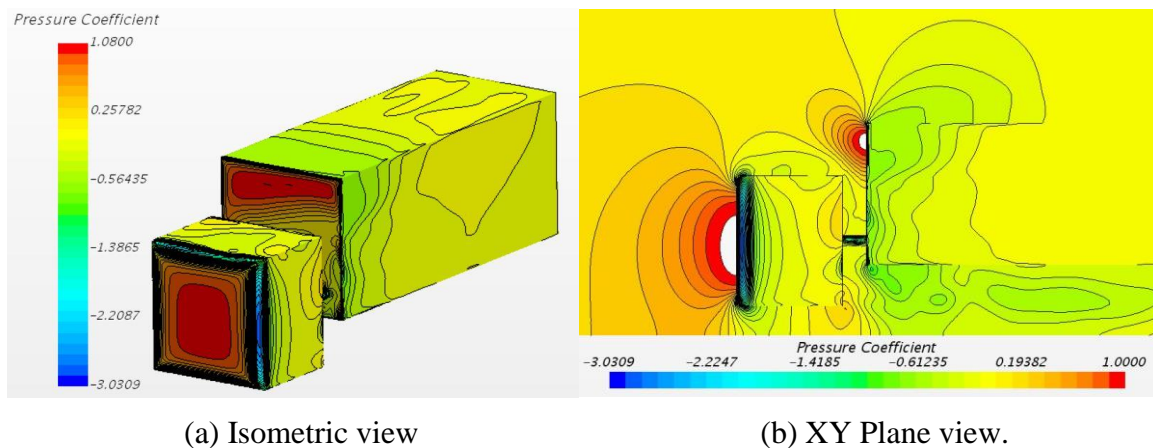 Pressure Coefficient
1.0800
0.25782
-0.56435
-1.3865
-2.2087
-3.0309
Pressure Coefficient
-3.0309 -2.2247 -1.4185 -0.61235 0.19382 1.0000
(a) Isometric view
(b) XY Plane view.